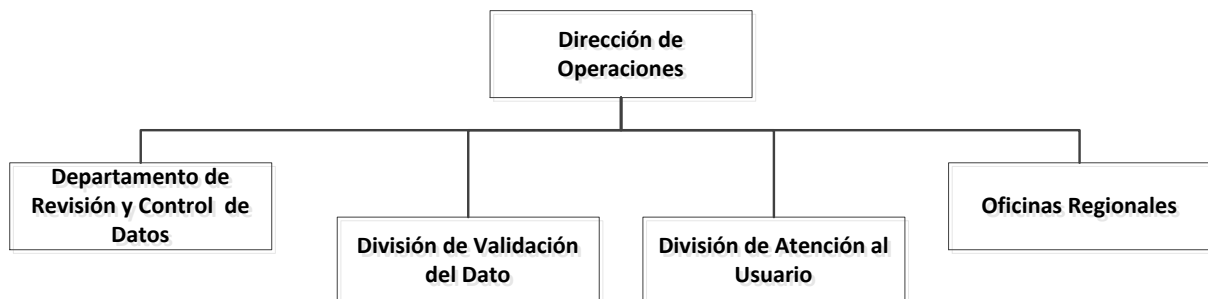 Dirección de
Operaciones
Departamento de
Revisión y Control de
Datos
División de Validación
del Dato
División de Atención al
Usuario
Oficinas Regionales